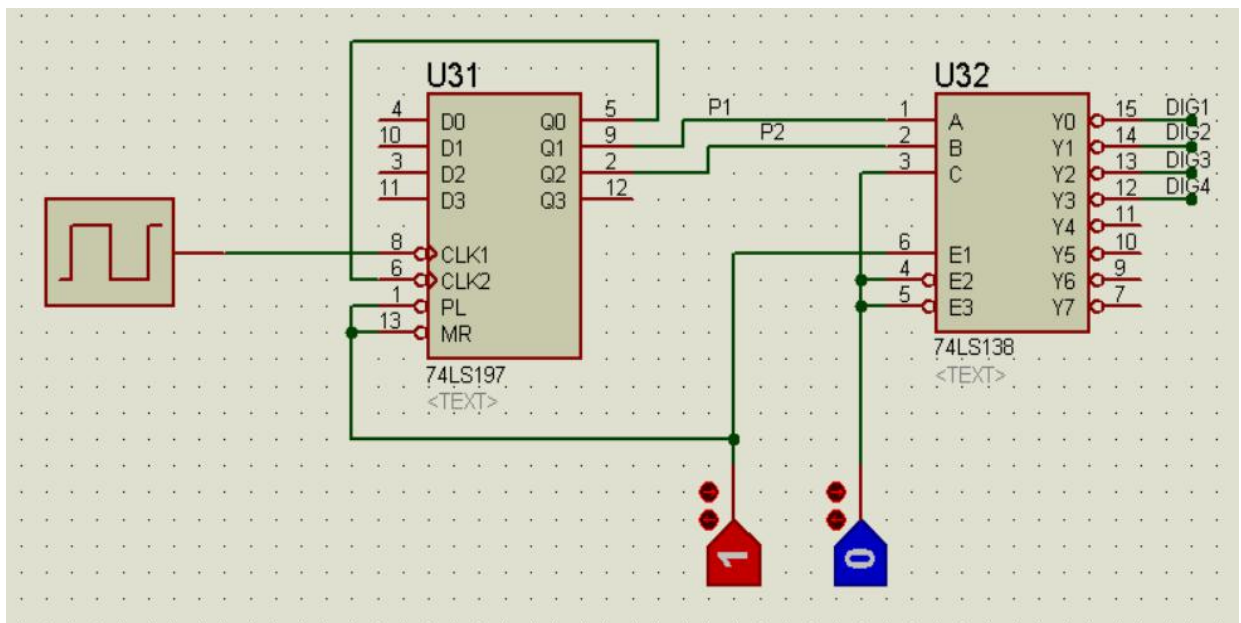 U31
4 D0 Q0 5
10 D1 Q1 9
3 D2 Q2 2
11 D3 Q3 12
8 CLK1
6 CLK2
1 PL
13 MR
74LS197
<TEXT>
P1
P2
U32
1 A Y0 15 DIG1
2 B Y1 14 DIG2
3 C Y2 13 DIG3
Y3 12 DIG4
Y4 11
6 E1 Y5 10
4 E2 Y6 9
5 E3 Y7 7
74LS138
<TEXT>
1
0